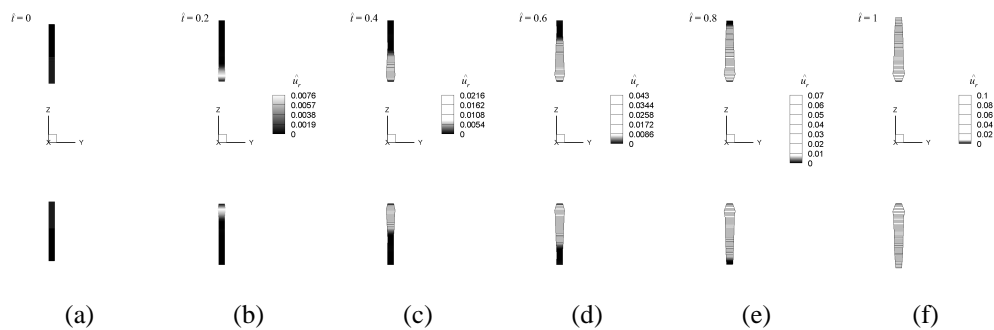 t̂ = 0
t̂ = 0.2
t̂ = 0.4
t̂ = 0.6
t̂ = 0.8
t̂ = 1
û_r
0.0076
0.0057
0.0038
0.0019
0
û_r
0.0216
0.0162
0.0108
0.0054
0
û_r
0.043
0.0344
0.0258
0.0172
0.0086
0
û_r
0.07
0.06
0.05
0.04
0.03
0.02
0.01
0
û_r
0.1
0.08
0.06
0.04
0.02
0
Z
X
Y
Z
X
Y
Z
X
Y
Z
X
Y
Z
X
Y
Z
X
Y
(a)
(b)
(c)
(d)
(e)
(f)